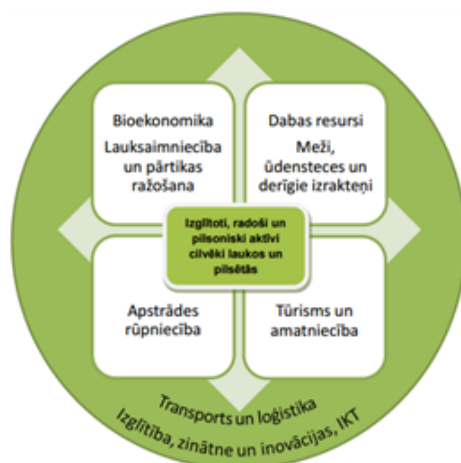 Bioekonomika
Lauksaimniecība
un pārtikas
ražošana
Dabas resursi
Meži,
ūdensteces un
derīgie izrakteņi
Izglītoti, radoši un
pilsoniski aktīvi
cilvēki laukos un
pilsētās
Apstrādes
rūpniecība
Tūrisms un
amatniecība
Transports un loģistika
Izglītība, zinātne un inovācijas, IKT